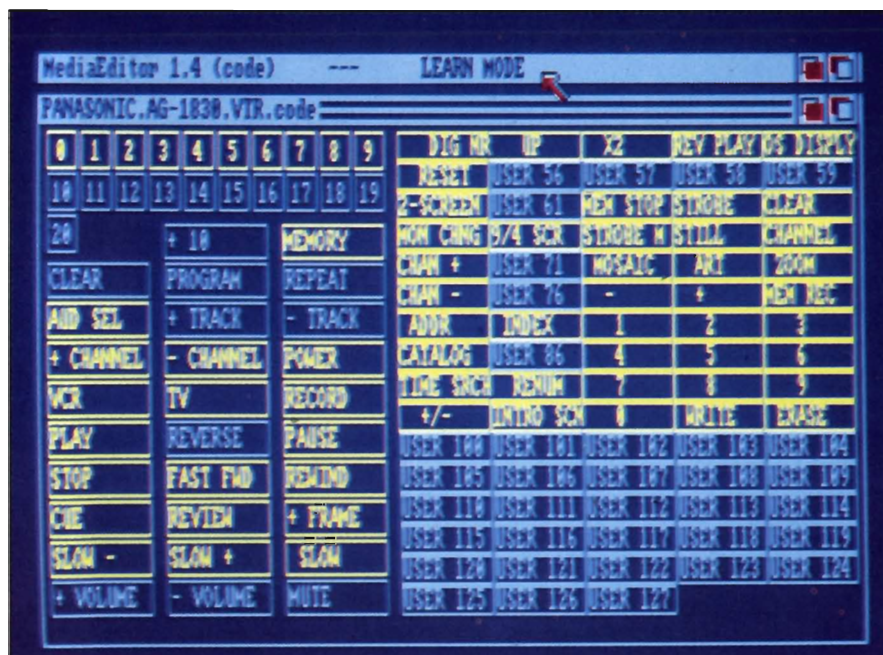 MediaEditor 1.4 (code) --- LEARN MODE
PANASONIC.AG-1830.VTR.code
0 1 2 3 4 5 6 7 8 9
10 11 12 13 14 15 16 17 18 19
20 + 10 MEMORY
CLEAR PROGRAM REPEAT
AUD SEL + TRACK - TRACK
+ CHANNEL - CHANNEL POWER
VCR TV RECORD
PLAY REVERSE PAUSE
STOP FAST FWD REWIND
CUE REVIEW + FRAME
SLOW - SLOW + SLOW
+ VOLUME - VOLUME MUTE
DIG MR UP X2 REV PLAY OS DISPLY
RESET USER 56 USER 57 USER 58 USER 59
2-SCREEN USER 61 MEM STOP STROBE CLEAR
MON CHNG 9/4 SCR STROBE M STILL CHANNEL
CHAN + USER 71 MOSAIC ART ZOOM
CHAN - USER 76 - + MEM REC
ADDR INDEX 1 2 3
CATALOG USER 86 4 5 6
TIME SRCH RENUM 7 8 9
+/- INTRO SCN 0 WRITE ERASE
USER 100 USER 101 USER 102 USER 103 USER 104
USER 105 USER 106 USER 107 USER 108 USER 109
USER 110 USER 111 USER 112 USER 113 USER 114
USER 115 USER 116 USER 117 USER 118 USER 119
USER 120 USER 121 USER 122 USER 123 USER 124
USER 125 USER 126 USER 127